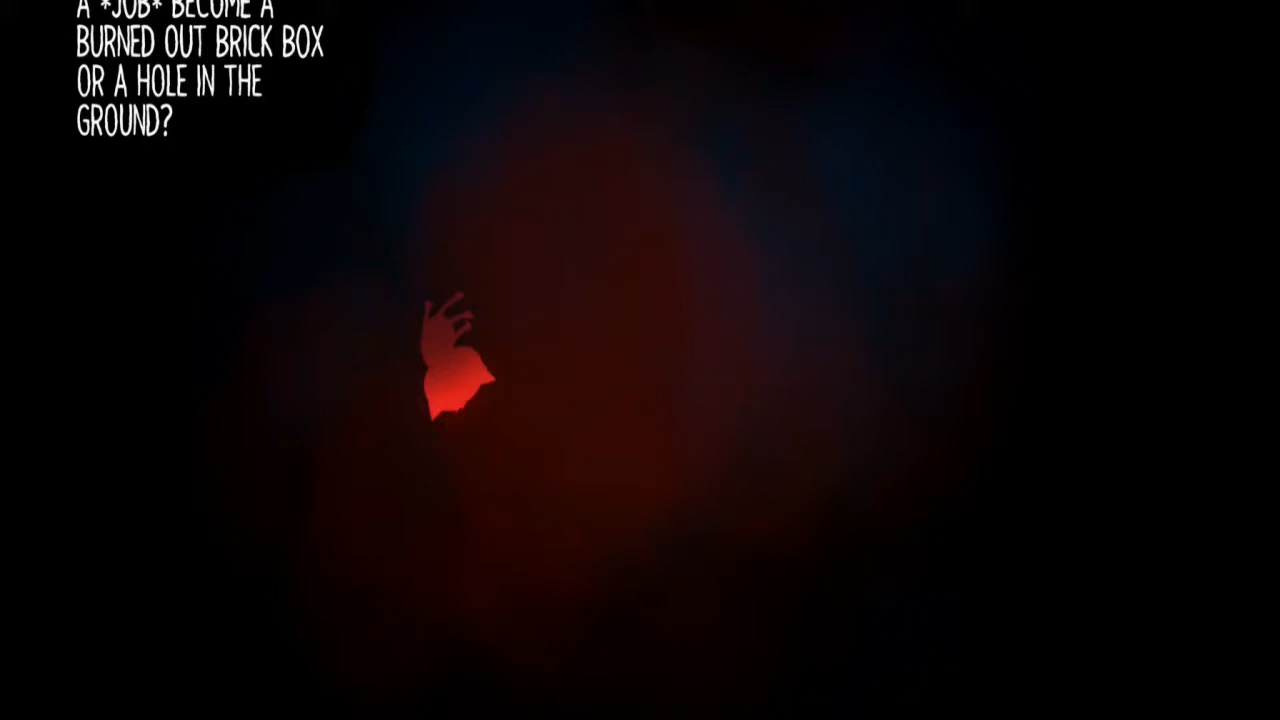 A *JOB* BECOME A
BURNED OUT BRICK BOX
OR A HOLE IN THE
GROUND?